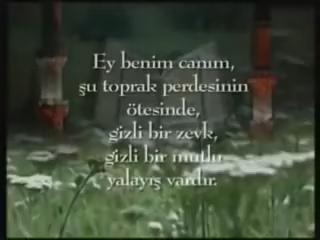 Ey benim canım,
şu toprak perdesinin
ötesinde,
gizli bir zevk,
gizli bir mutlu
yalayış vardır.